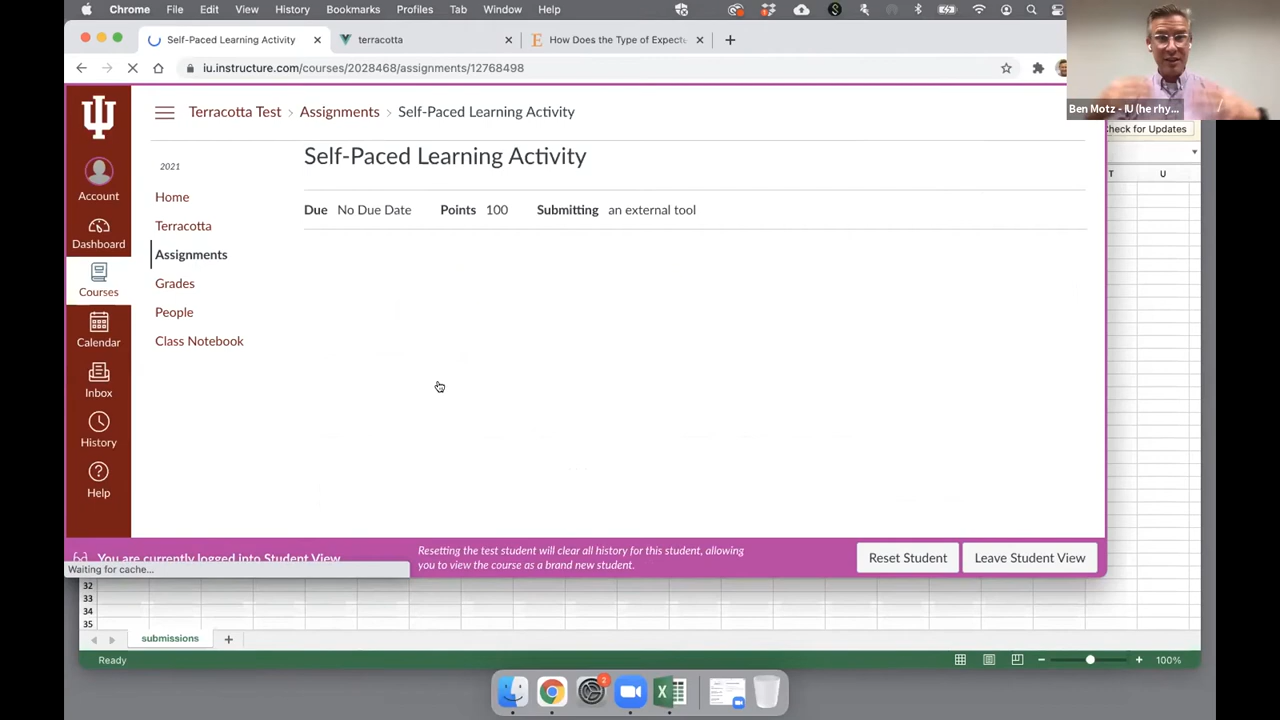 Chrome File Edit View History Bookmarks Profiles Tab Window Help
Self-Paced Learning Activity
terracotta
How Does the Type of Expecte
iu.instructure.com/courses/2028468/assignments/12768498
Ben Motz - IU (he rhy...
Check for Updates
Terracotta Test > Assignments > Self-Paced Learning Activity
Account
Dashboard
Courses
Calendar
Inbox
History
Help
2021
Home
Terracotta
Assignments
Grades
People
Class Notebook
Self-Paced Learning Activity
Due No Due Date Points 100 Submitting an external tool
T U
You are currently logged into Student View
Resetting the test student will clear all history for this student, allowing
you to view the course as a brand new student.
Reset Student
Leave Student View
Waiting for cache...
32
33
34
35
submissions
Ready
100%
2